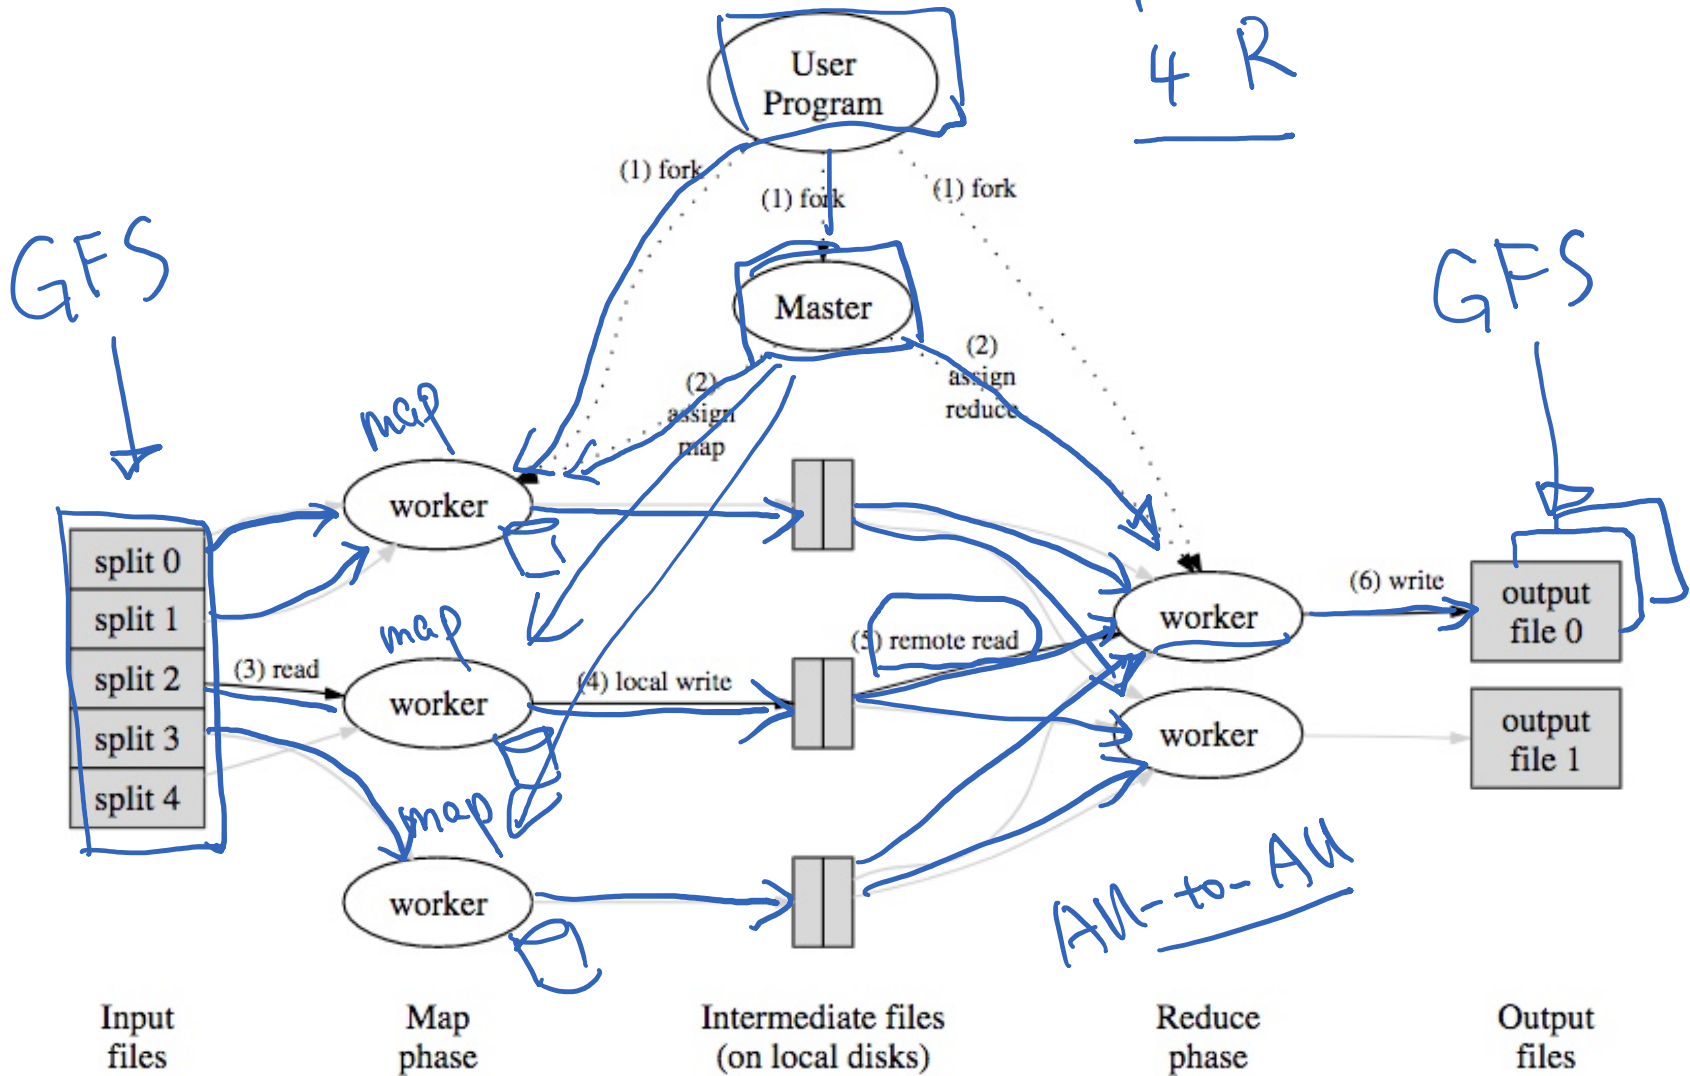 4 R
User
Program
(1) fork
(1) fork
(1) fork
GFS
GFS
Master
(2)
assign
map
(2)
assign
reduce
map
worker
split 0
split 1
split 2
split 3
split 4
(3) read
map
worker
(4) local write
(5) remote read
worker
(6) write
output
file 0
worker
output
file 1
map
worker
All-to-All
Input
files
Map
phase
Intermediate files
(on local disks)
Reduce
phase
Output
files